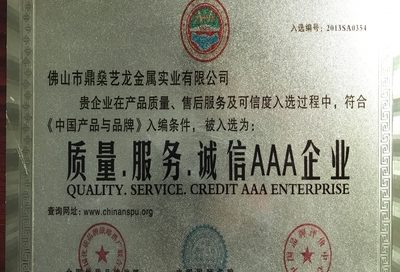 入选编号：2013SA0354
佛山市鼎燊艺龙金属实业有限公司
贵企业在产品质量、售后服务及可信度入选过程中，符合
《中国产品与品牌》入编条件，被入选为：
质量.服务.诚信AAA企业
QUALITY. SERVICE. CREDIT AAA ENTERPRISE
查询网址：www.chinanspu.org